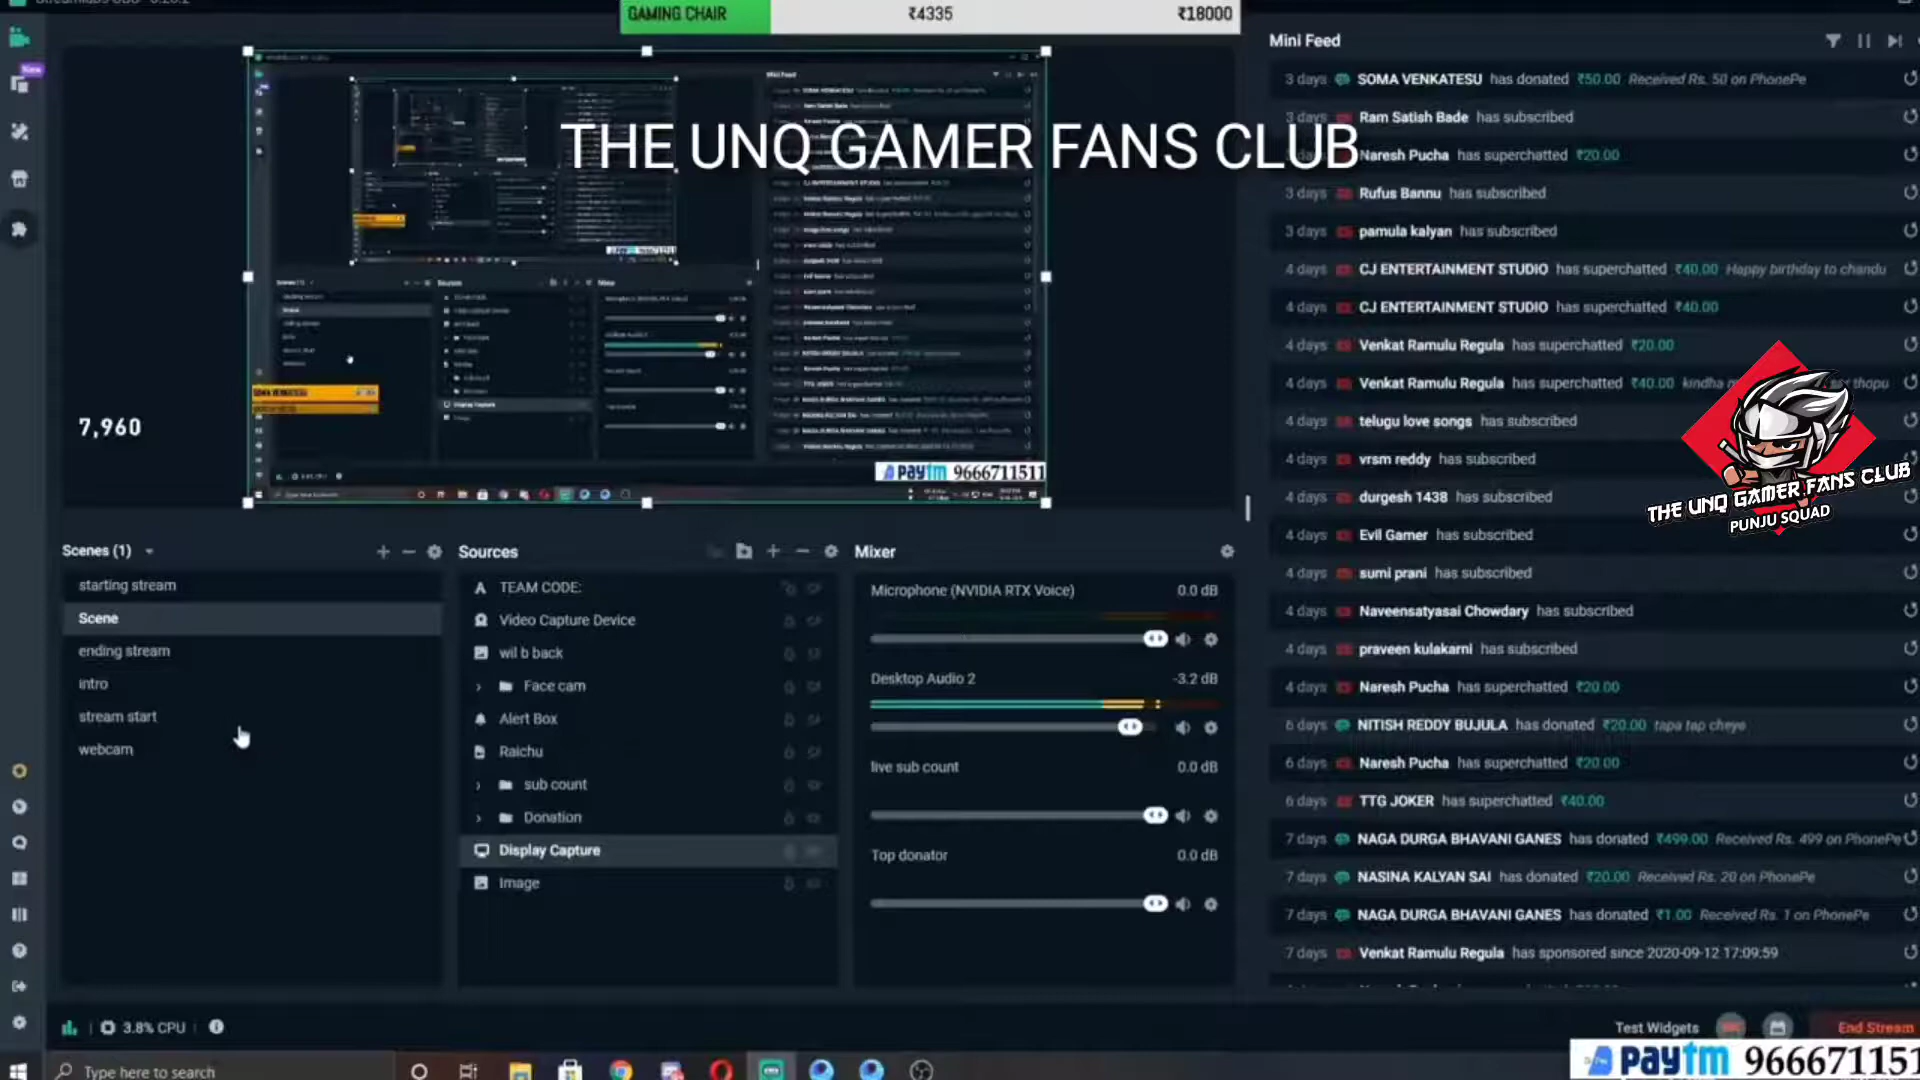 GAMING CHAIR ₹4335 ₹18000
THE UNQ GAMER FANS CLUB
7,960
paytm 9666711511
Scenes (1)
starting stream
Scene
ending stream
intro
stream start
webcam
Sources
TEAM CODE:
Video Capture Device
wil b back
Face cam
Alert Box
Raichu
sub count
Donation
Display Capture
Image
Mixer
Microphone (NVIDIA RTX Voice) 0.0 dB
Desktop Audio 2 -3.2 dB
live sub count 0.0 dB
Top donator 0.0 dB
Mini Feed
3 days SOMA VENKATESU has donated ₹50.00 Received Rs. 50 on PhonePe
3 days Ram Satish Bade has subscribed
3 days Naresh Pucha has superchatted ₹20.00
3 days Rufus Bannu has subscribed
3 days pamula kalyan has subscribed
4 days CJ ENTERTAINMENT STUDIO has superchatted ₹40.00 Happy birthday to chandu
4 days CJ ENTERTAINMENT STUDIO has superchatted ₹40.00
4 days Venkat Ramulu Regula has superchatted ₹20.00
4 days Venkat Ramulu Regula has superchatted ₹40.00 kindha thopu
4 days telugu love songs has subscribed
4 days vrsm reddy has subscribed
4 days durgesh 1438 has subscribed
4 days Evil Gamer has subscribed
4 days sumi prani has subscribed
4 days Naveensatyasai Chowdary has subscribed
4 days praveen kulakarni has subscribed
4 days Naresh Pucha has superchatted ₹20.00
6 days NITISH REDDY BUJULA has donated ₹20.00 tapa tap cheyo
6 days Naresh Pucha has superchatted ₹20.00
6 days TTG JOKER has superchatted ₹40.00
7 days NAGA DURGA BHAVANI GANES has donated ₹499.00 Received Rs. 499 on PhonePe
7 days NASINA KALYAN SAI has donated ₹20.00 Received Rs. 20 on PhonePe
7 days NAGA DURGA BHAVANI GANES has donated ₹1.00 Received Rs. 1 on PhonePe
7 days Venkat Ramulu Regula has sponsored since 2020-09-12 17:09:59
THE UNQ GAMER FANS CLUB
PUNJU SQUAD
New
3.8% CPU
Test Widgets
End Stream
Type here to search
paytm 966671151